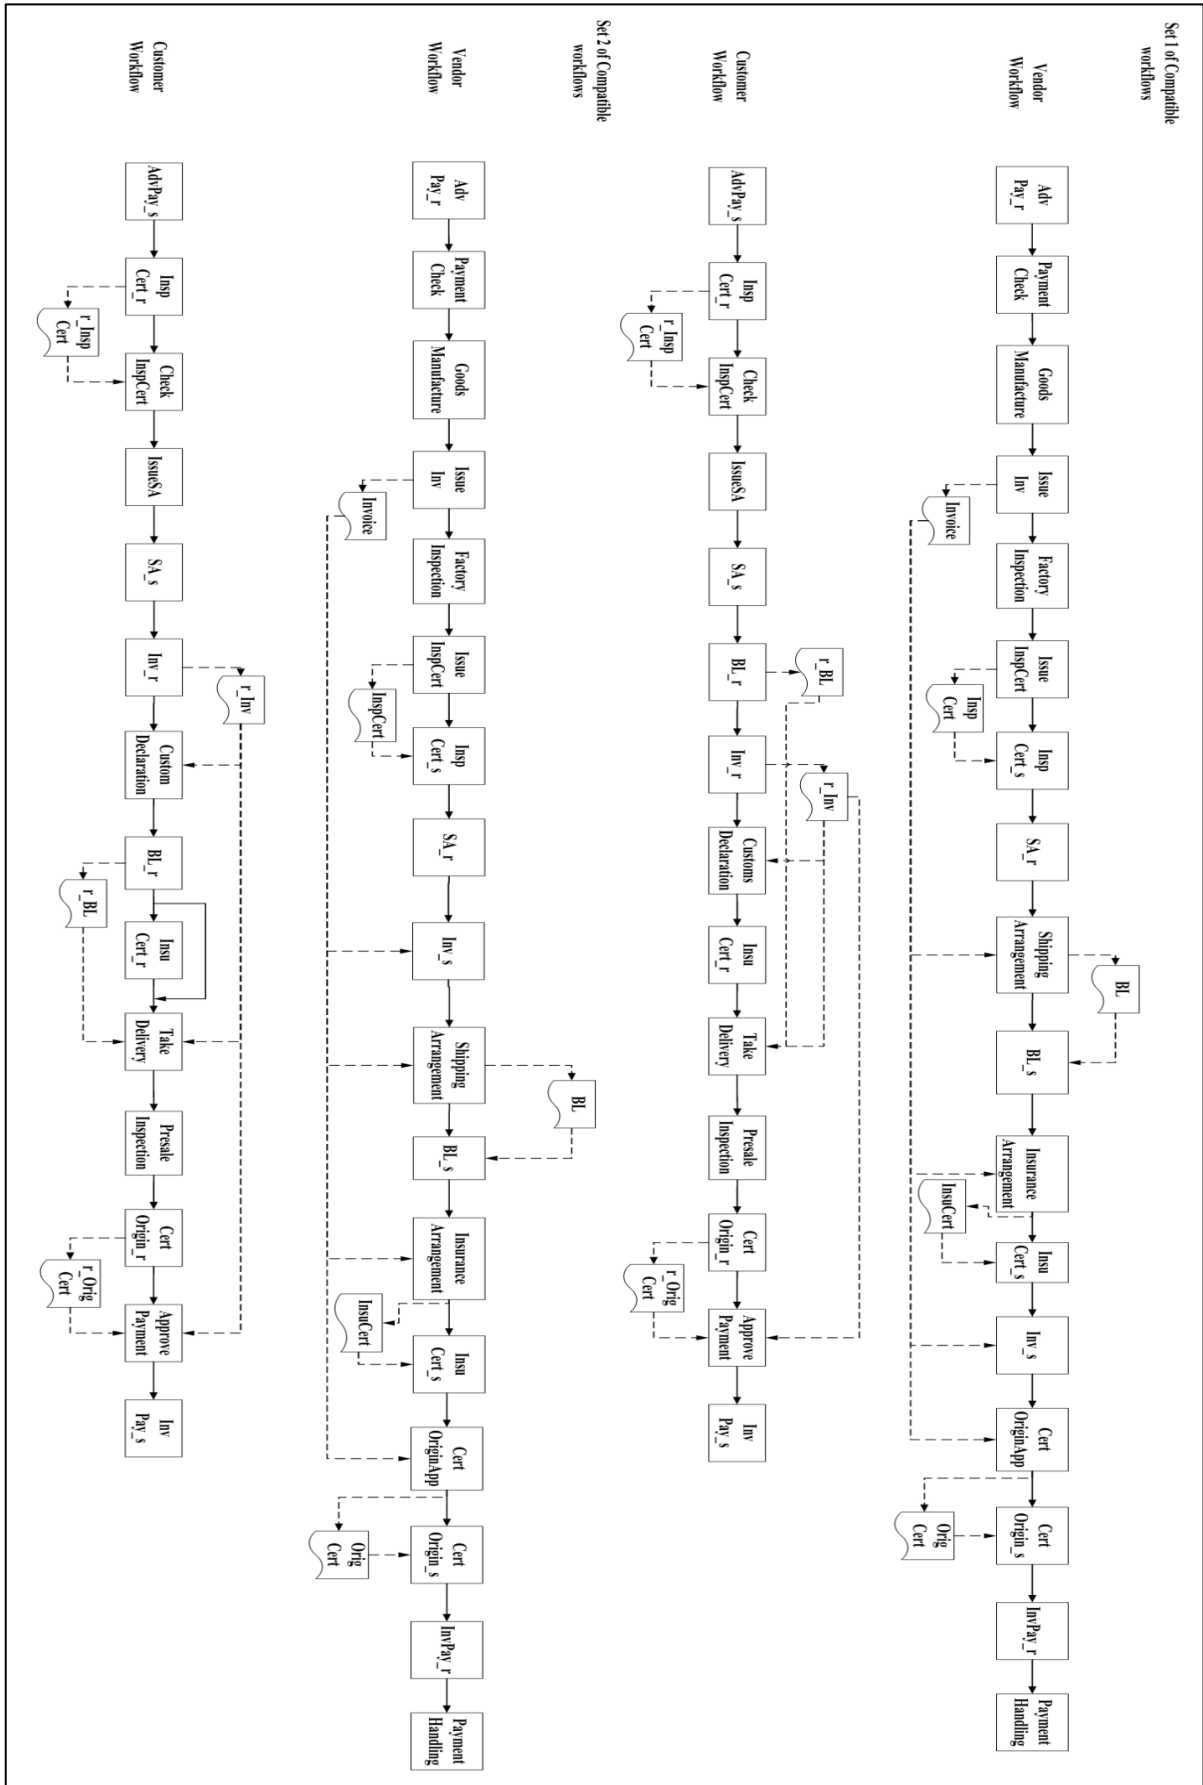 Set 1 of Compatible
workflows
Vendor
Workflow
Adv
Pay_r
Payment
Check
Goods
Manufacture
Issue
Inv
Invoice
Factory
Inspection
Issue
InspCert
Insp
Cert
Insp
Cert_s
SA_r
Shipping
Arrangement
BL
BL_s
Insurance
Arrangement
InsuCert
Insu
Cert_s
Inv_s
Cert
OriginApp
Orig
Cert
Cert
Origin_s
InvPay_r
Payment
Handling
Customer
Workflow
AdvPay_s
Insp
Cert_r
r_Insp
Cert
Check
InspCert
IssueSA
SA_s
BL_r
r_BL
Inv_r
r_Inv
Customs
Declaration
Insu
Cert_r
Take
Delivery
Presale
Inspection
Cert
Origin_r
r_Orig
Cert
Approve
Payment
Inv
Pay_s
Set 2 of Compatible
workflows
Vendor
Workflow
Adv
Pay_r
Payment
Check
Goods
Manufacture
Issue
Inv
Invoice
Factory
Inspection
Issue
InspCert
InspCert
Insp
Cert_s
SA_r
Inv_s
Shipping
Arrangement
BL
BL_s
Insurance
Arrangement
InsuCert
Insu
Cert_s
Cert
OriginApp
Orig
Cert
Cert
Origin_s
InvPay_r
Payment
Handling
Customer
Workflow
AdvPay_s
Insp
Cert_r
r_Insp
Cert
Check
InspCert
IssueSA
SA_s
Inv_r
r_Inv
Custom
Declaration
BL_r
r_BL
Insu
Cert_r
Take
Delivery
Presale
Inspection
Cert
Origin_r
r_Orig
Cert
Approve
Payment
Inv
Pay_s